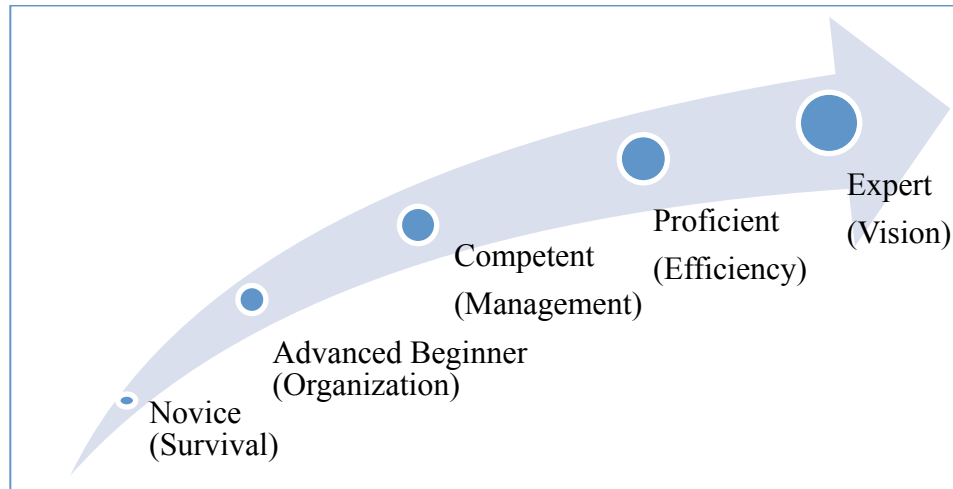 Novice
(Survival)
Advanced Beginner
(Organization)
Competent
(Management)
Proficient
(Efficiency)
Expert
(Vision)